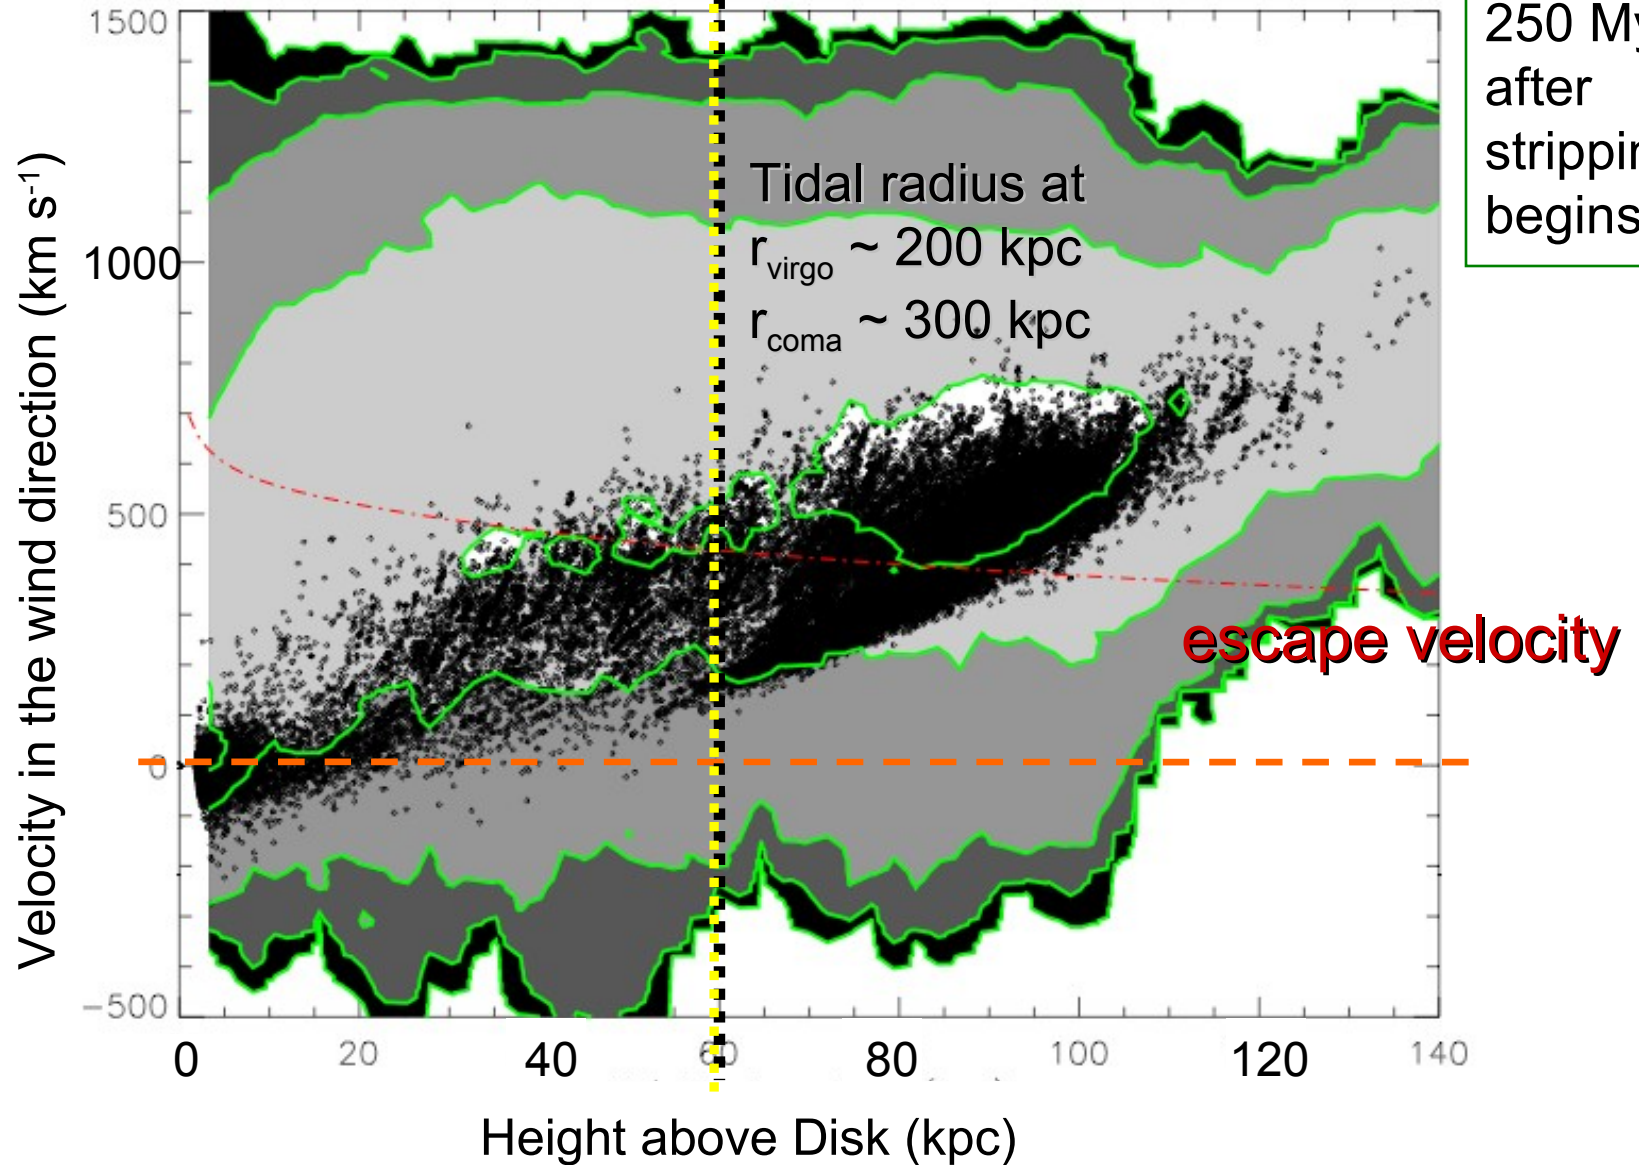 1500
1000
500
0
−500
Velocity in the wind direction (km s-1)
Tidal radius at
rvirgo ~ 200 kpc
rcoma ~ 300 kpc
250 My
after
strippin
begins
escape velocity
0 20 40 60 80 100 120 140
Height above Disk (kpc)